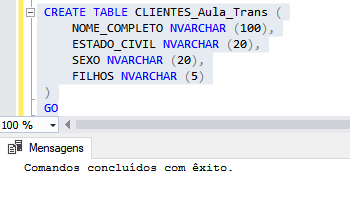 CREATE TABLE CLIENTES_Aula_Trans (
NOME_COMPLETO NVARCHAR (100),
ESTADO_CIVIL NVARCHAR (20),
SEXO NVARCHAR (20),
FILHOS NVARCHAR (5)
)
GO
100 %
Mensagens
Comandos concluídos com êxito.